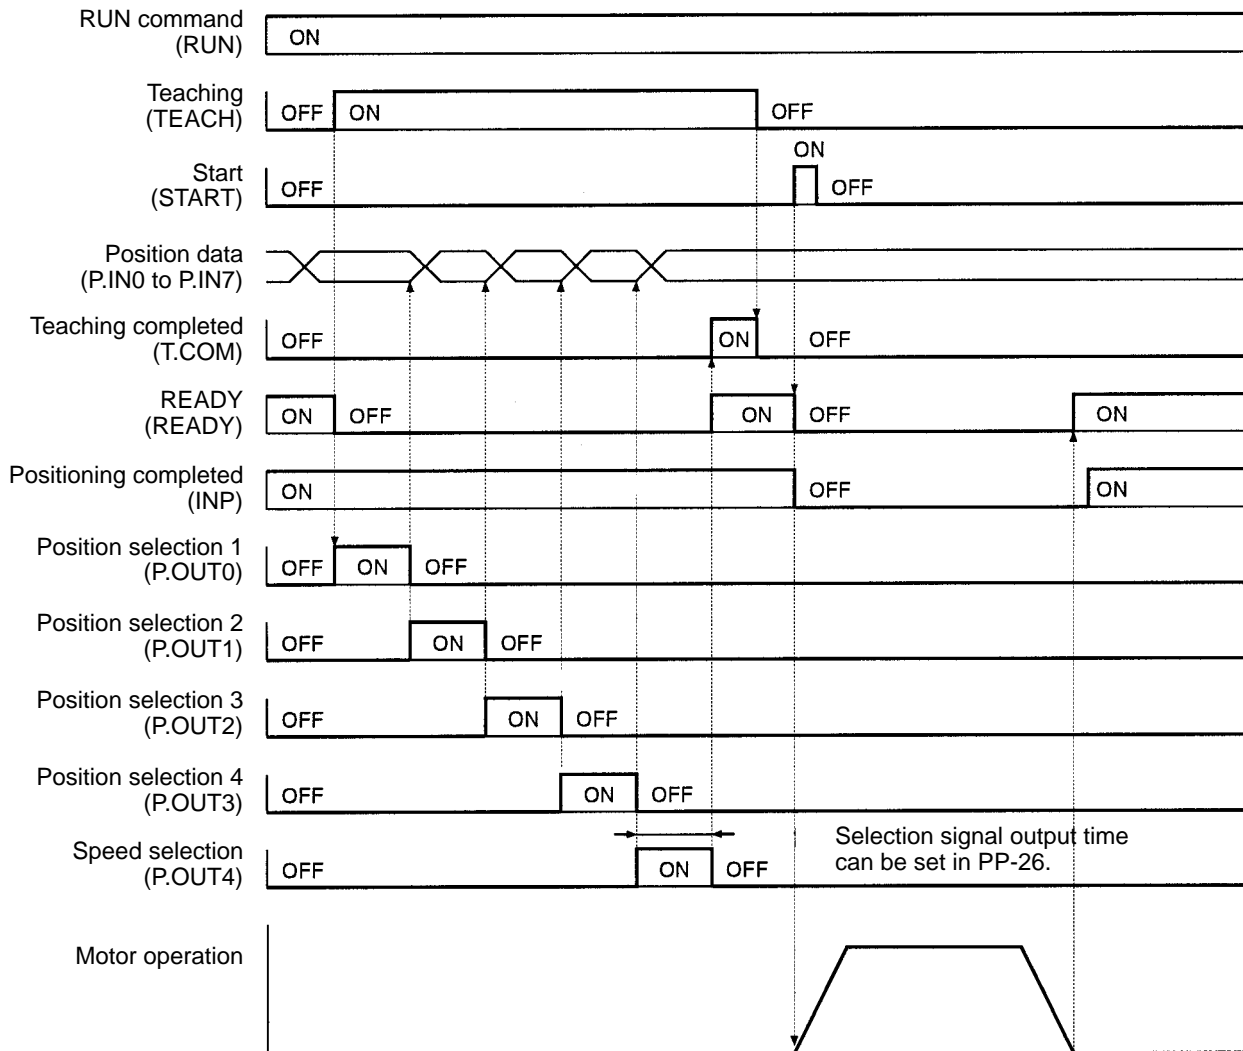 RUN command
(RUN)
ON
Teaching
(TEACH)
OFF ON OFF
Start
(START)
OFF ON OFF
Position data
(P.IN0 to P.IN7)
Teaching completed
(T.COM)
OFF ON OFF
READY
(READY)
ON OFF ON OFF ON
Positioning completed
(INP)
ON OFF ON
Position selection 1
(P.OUT0)
OFF ON OFF
Position selection 2
(P.OUT1)
OFF ON OFF
Position selection 3
(P.OUT2)
OFF ON OFF
Position selection 4
(P.OUT3)
OFF ON OFF
Speed selection
(P.OUT4)
OFF ON OFF
Selection signal output time
can be set in PP-26.
Motor operation